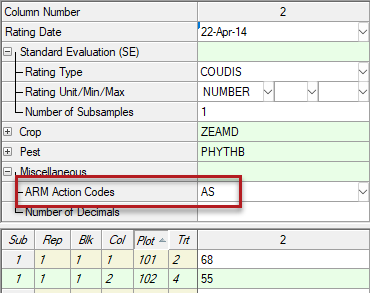 Column Number 2
Rating Date 22-Apr-14
Standard Evaluation (SE)
Rating Type COUDIS
Rating Unit/Min/Max NUMBER
Number of Subsamples 1
Crop ZEAMD
Pest PHYTHB
Miscellaneous
ARM Action Codes AS
Number of Decimals
Sub Rep Blk Col Plot Trt 2
1 1 1 1 101 2 68
1 1 1 2 102 4 55